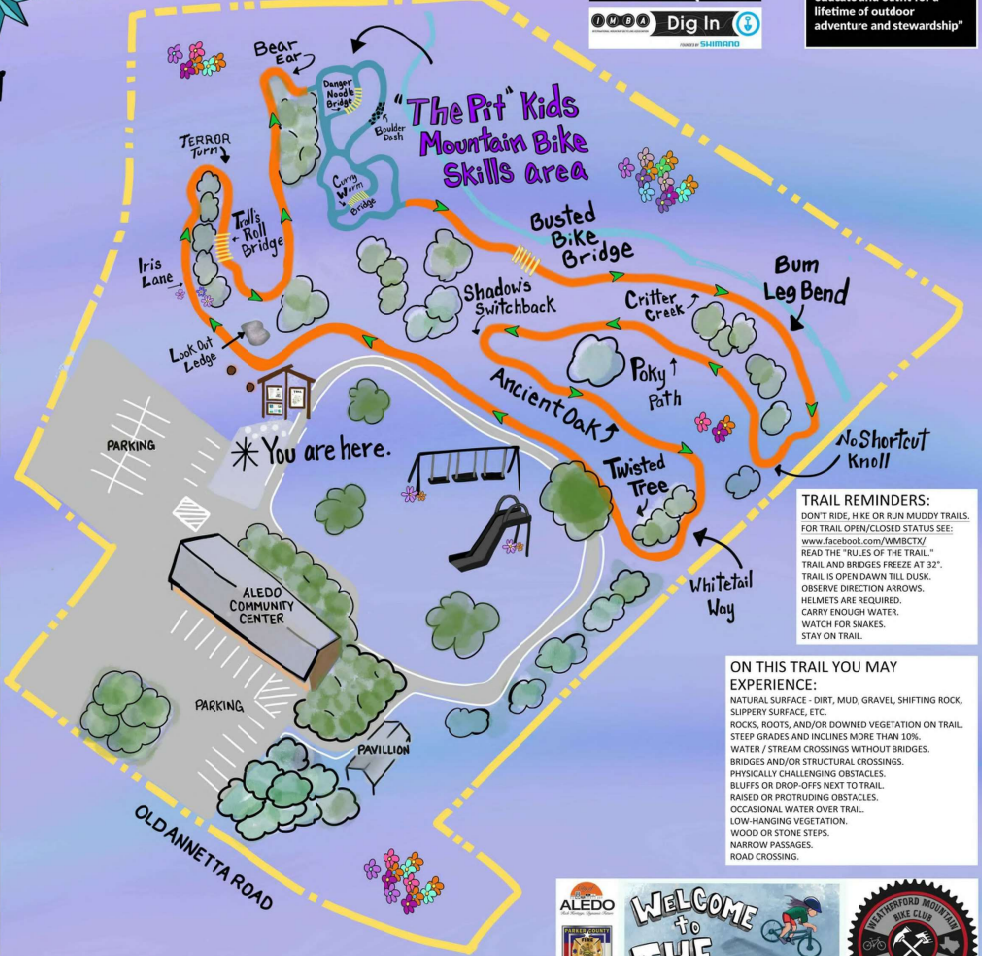 IMBA
Dig In
POWERED BY SHIMANO
lifetime of outdoor
adventure and stewardship"
Bear
Ear
Danger
Noodle
Bridge
Boulder
Dash
"The Pit" Kids
Mountain Bike
Skills area
TERROR
Turn
Curry
Worm
Bridge
Troll's
Roll
Bridge
Busted
Bike
Bridge
Iris
Lane
Bum
Leg Bend
Shadow's
Switchback
Critter
Creek
Look Out
Ledge
Poky
Path
Ancient Oak
PARKING
You are here.
No Shortcut
Knoll
Twisted
Tree
Whitetail
Way
TRAIL REMINDERS:
DON'T RIDE, HIKE OR RUN MUDDY TRAILS.
FOR TRAIL OPEN/CLOSED STATUS SEE:
www.facebook.com/WMBCTX/
READ THE "RULES OF THE TRAIL."
TRAIL AND BRIDGES FREEZE AT 32°.
TRAIL IS OPEN DAWN TILL DUSK.
OBSERVE DIRECTION ARROWS.
HELMETS ARE REQUIRED.
CARRY ENOUGH WATER.
WATCH FOR SNAKES.
STAY ON TRAIL
ALEDO
COMMUNITY
CENTER
PARKING
PAVILLION
ON THIS TRAIL YOU MAY
EXPERIENCE:
NATURAL SURFACE - DIRT, MUD, GRAVEL, SHIFTING ROCK,
SLIPPERY SURFACE, ETC.
ROCKS, ROOTS, AND/OR DOWNED VEGETATION ON TRAIL.
STEEP GRADES AND INCLINES MORE THAN 10%.
WATER / STREAM CROSSINGS WITHOUT BRIDGES.
BRIDGES AND/OR STRUCTURAL CROSSINGS.
PHYSICALLY CHALLENGING OBSTACLES.
BLUFFS OR DROP-OFFS NEXT TO TRAIL.
RAISED OR PROTRUDING OBSTACLES.
OCCASIONAL WATER OVER TRAIL.
LOW-HANGING VEGETATION.
WOOD OR STONE STEPS.
NARROW PASSAGES.
ROAD CROSSING.
OLD ANNETTA ROAD
ALEDO
PARKER COUNTY
FIRE
WELCOME
to
THE
WEATHERFORD MOUNTAIN
BIKE CLUB